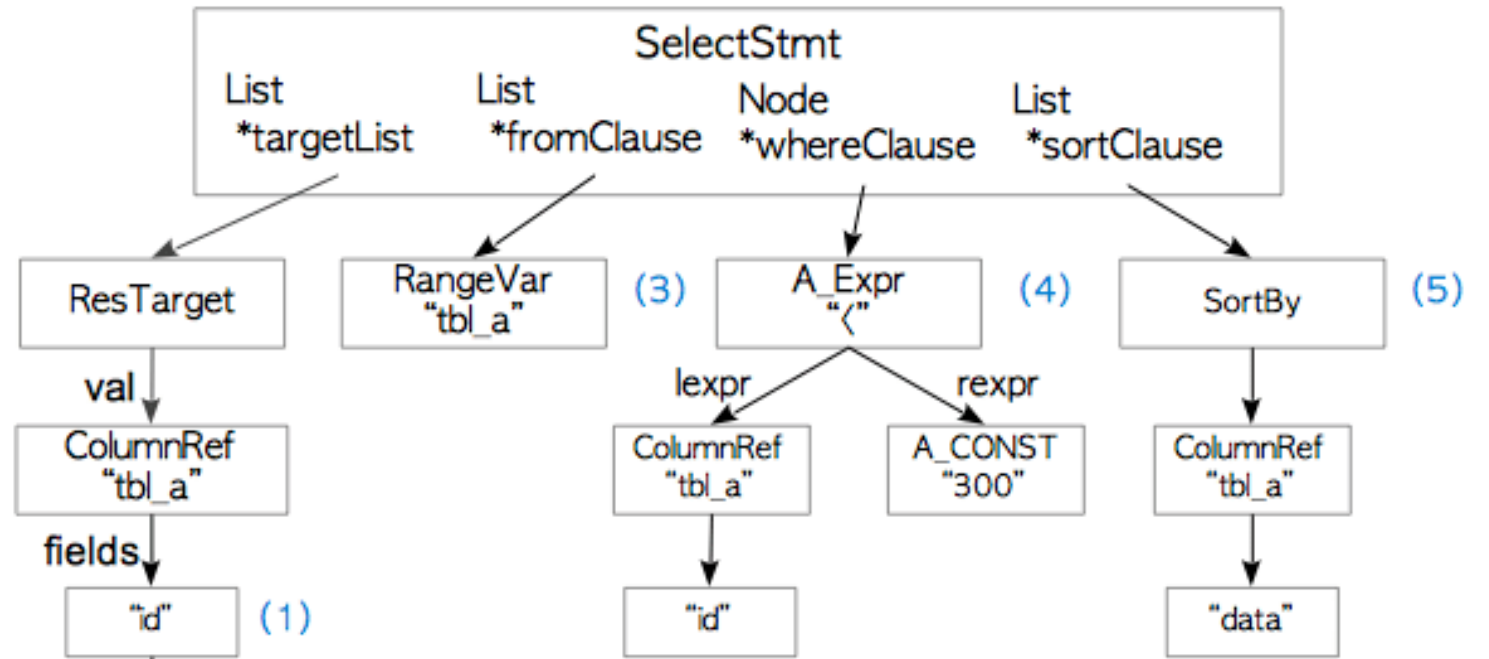 SelectStmt
List
*targetList
List
*fromClause
Node
*whereClause
List
*sortClause
ResTarget
RangeVar
“tbl_a”
(3)
A_Expr
“〈”
(4)
SortBy
(5)
val
lexpr
rexpr
ColumnRef
“tbl_a”
ColumnRef
“tbl_a”
A_CONST
“300”
ColumnRef
“tbl_a”
fields
“id”
(1)
“id”
“data”